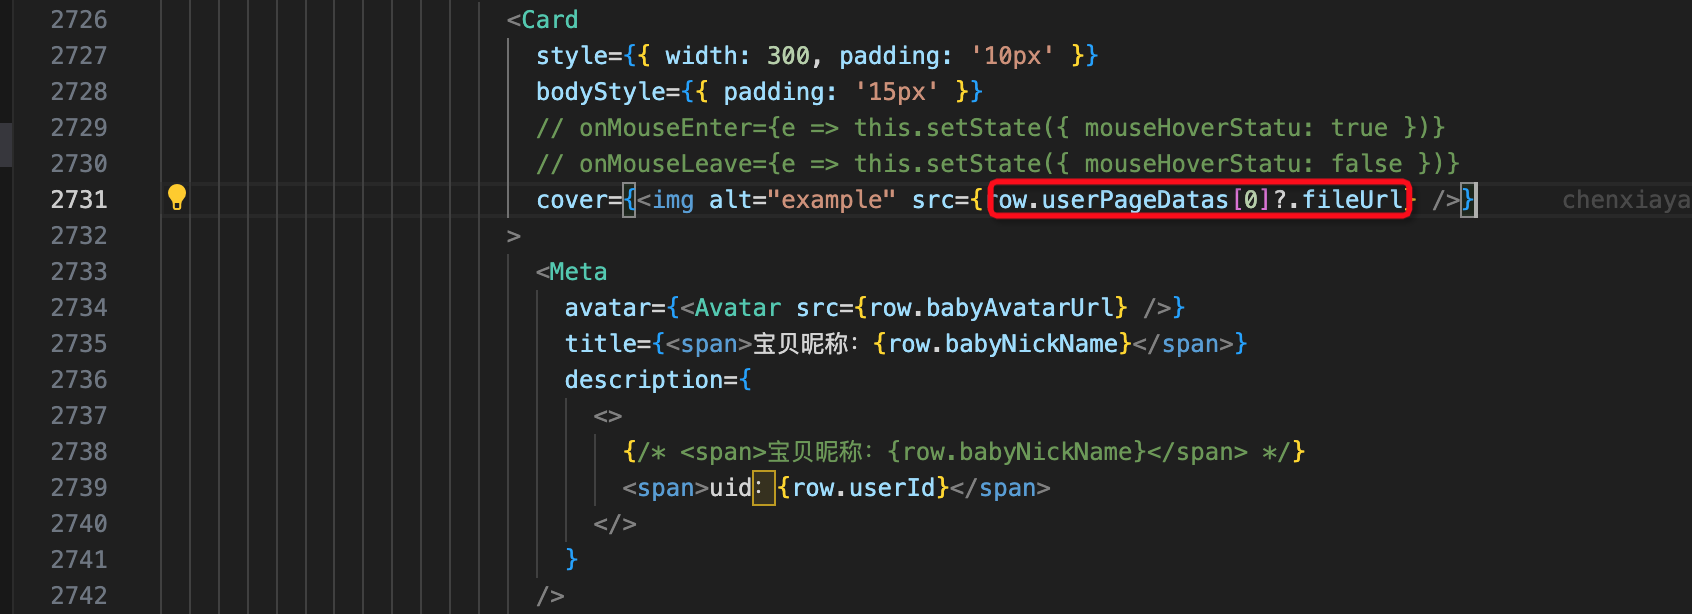 2726 <Card
2727 style={{ width: 300, padding: '10px' }}
2728 bodyStyle={{ padding: '15px' }}
2729 // onMouseEnter={e => this.setState({ mouseHoverStatu: true })}
2730 // onMouseLeave={e => this.setState({ mouseHoverStatu: false })}
2731 cover={<img alt="example" src={row.userPageDatas[0]?.fileUrl} />} chenxiaya
2732 >
2733 <Meta
2734 avatar={<Avatar src={row.babyAvatarUrl} />}
2735 title={<span>宝贝昵称：{row.babyNickName}</span>}
2736 description={
2737 <>
2738 {/* <span>宝贝昵称：{row.babyNickName}</span> */}
2739 <span>uid：{row.userId}</span>
2740 </>
2741 }
2742 />